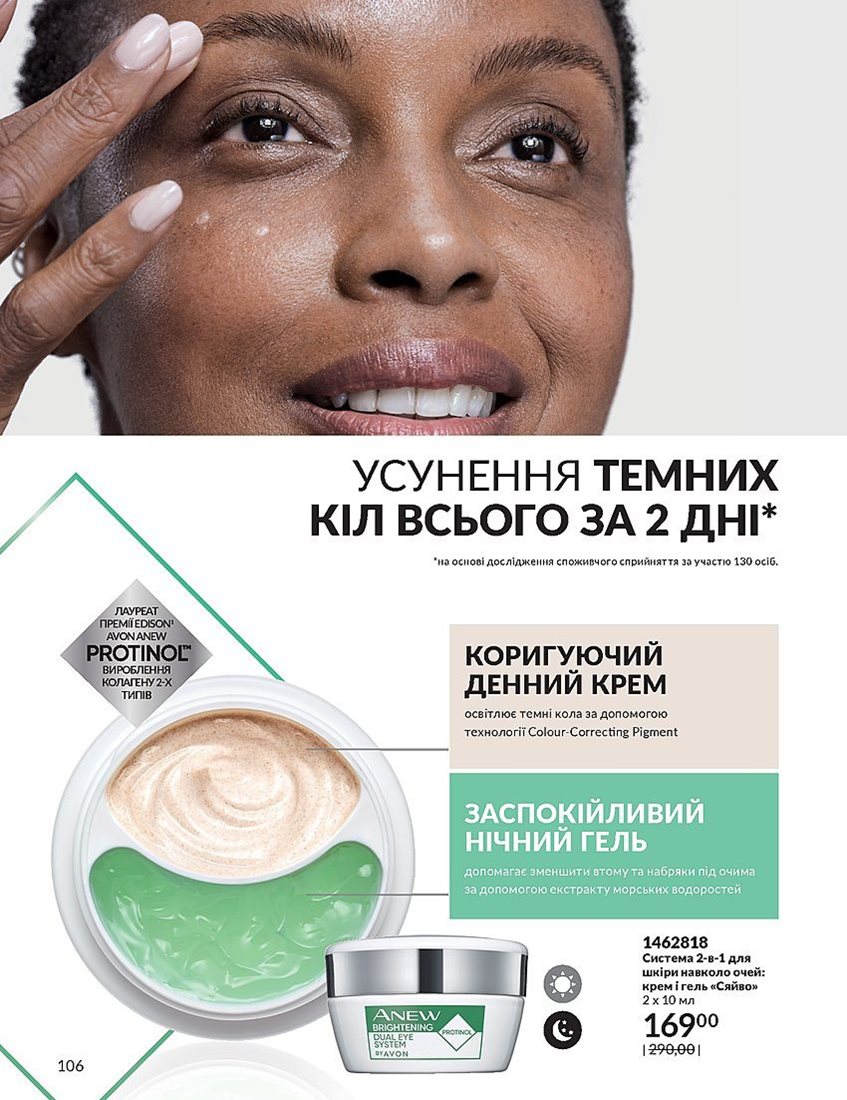 УСУНЕННЯ ТЕМНИХ
КІЛ ВСЬОГО ЗА 2 ДНІ*
*на основі дослідження споживчого сприйняття за участю 130 осіб.
ЛАУРЕАТ
ПРЕМІЇ EDISON¹
AVON ANEW
PROTINOL™
ВИРОБЛЕННЯ
КОЛАГЕНУ 2-Х
ТИПІВ
КОРИГУЮЧИЙ
ДЕННИЙ КРЕМ
освітлює темні кола за допомогою
технології Colour-Correcting Pigment
ЗАСПОКІЙЛИВИЙ
НІЧНИЙ ГЕЛЬ
допомагає зменшити втому та набряки під очима
за допомогою екстракту морських водоростей
ANEW
BRIGHTENING
DUAL EYE
SYSTEM
BY AVON
PROTINOL
1462818
Система 2-в-1 для
шкіри навколо очей:
крем і гель «Сяйво»
2 х 10 мл
169⁰⁰
| 290,00 |
106